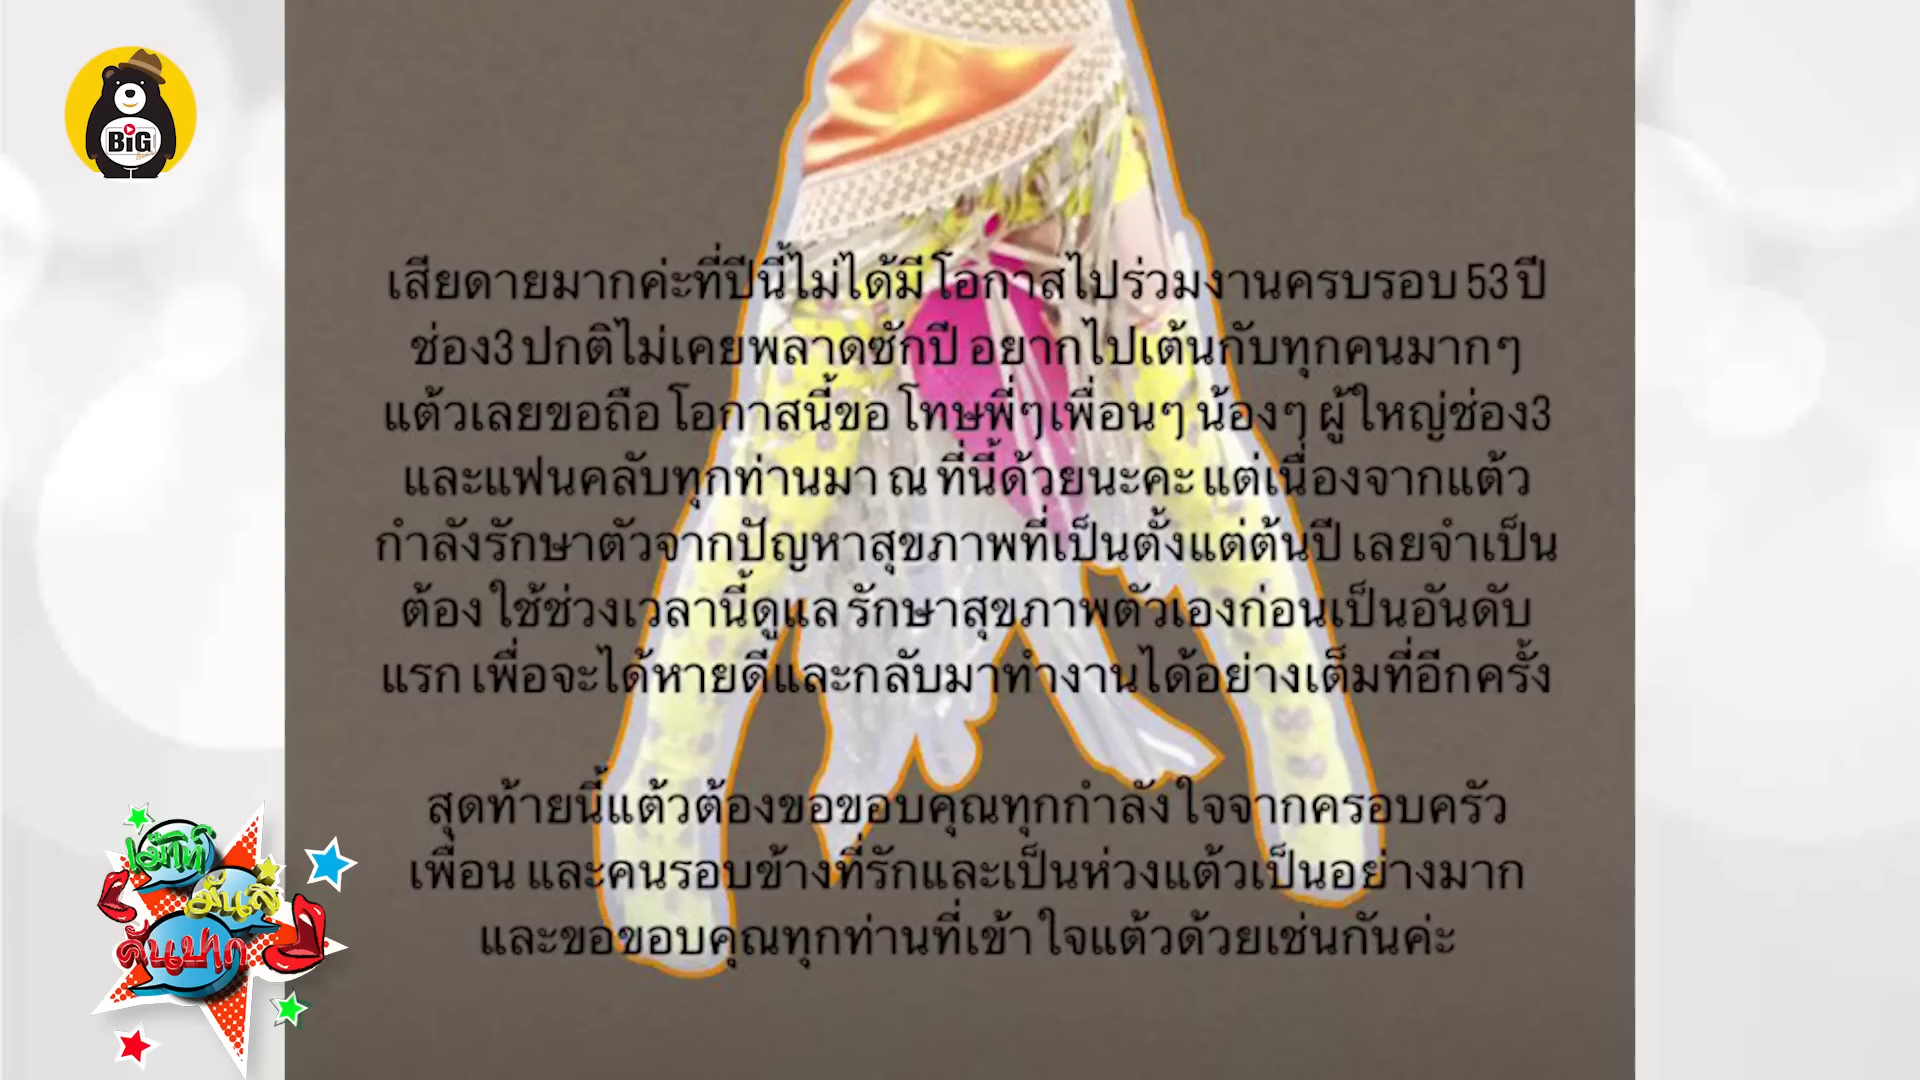 BiG
เสียดายมากค่ะที่ปีนี้ไม่ได้มีโอกาสไปร่วมงานครบรอบ 53 ปี
ช่อง3 ปกติไม่เคยพลาดซักปี อยากไปเต้นกับทุกคนมากๆ
แต้วเลยขอถือโอกาสนี้ขอโทษพี่ๆเพื่อนๆ น้องๆ ผู้ใหญ่ช่อง3
และแฟนคลับทุกท่านมา ณ ที่นี้ด้วยนะคะ แต่เนื่องจากแต้ว
กำลังรักษาตัวจากปัญหาสุขภาพที่เป็นตั้งแต่ต้นปี เลยจำเป็น
ต้องใช้ช่วงเวลานี้ดูแล รักษาสุขภาพตัวเองก่อนเป็นอันดับ
แรก เพื่อจะได้หายดีและกลับมาทำงานได้อย่างเต็มที่อีกครั้ง
สุดท้ายนี้แต้วต้องขอขอบคุณทุกกำลังใจจากครอบครัว
เพื่อน และคนรอบข้างที่รักและเป็นห่วงแต้วเป็นอย่างมาก
และขอขอบคุณทุกท่านที่เข้าใจแต้วด้วยเช่นกันค่ะ
คันปาก